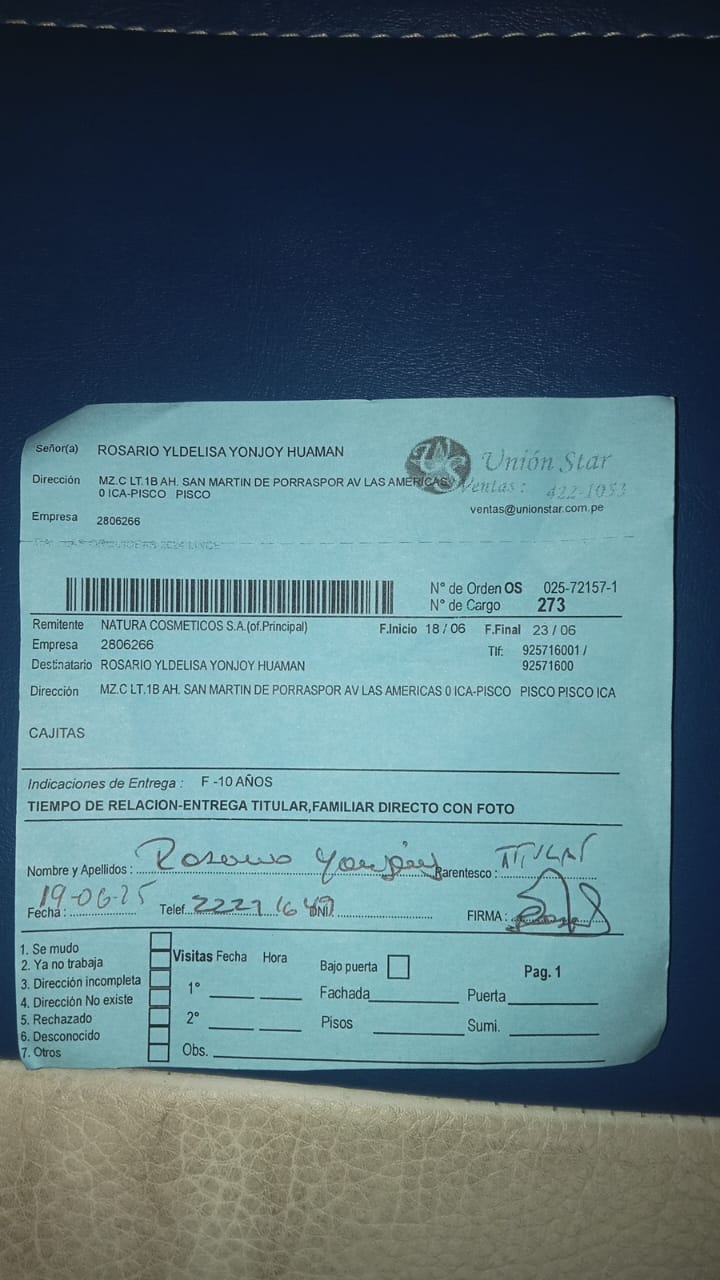 Señor(a) ROSARIO YLDELISA YONJOY HUAMAN
Unión Star
Dirección MZ.C LT.1B AH. SAN MARTIN DE PORRASPOR AV LAS AMERICAS
0 ICA-PISCO PISCO
Ventas : 422-1053
ventas@unionstar.com.pe
Empresa 2806266
N° de Orden OS 025-72157-1
N° de Cargo 273
Remitente NATURA COSMETICOS S.A.(of.Principal) F.Inicio 18 / 06 F.Final 23 / 06
Empresa 2806266 Tlf: 925716001 /
92571600
Destinatario ROSARIO YLDELISA YONJOY HUAMAN
Dirección MZ.C LT.1B AH. SAN MARTIN DE PORRASPOR AV LAS AMERICAS 0 ICA-PISCO PISCO PISCO ICA
CAJITAS
Indicaciones de Entrega : F -10 AÑOS
TIEMPO DE RELACION-ENTREGA TITULAR,FAMILIAR DIRECTO CON FOTO
Nombre y Apellidos : Rosario Yonjoy Parentesco : TITULAR
Fecha : 19-06-25 Telef. DNI FIRMA :
1. Se mudo
2. Ya no trabaja
3. Dirección incompleta
4. Dirección No existe
5. Rechazado
6. Desconocido
7. Otros
Visitas Fecha Hora
1°
2°
Obs.
Bajo puerta
Fachada
Pisos
Pag. 1
Puerta
Sumi.